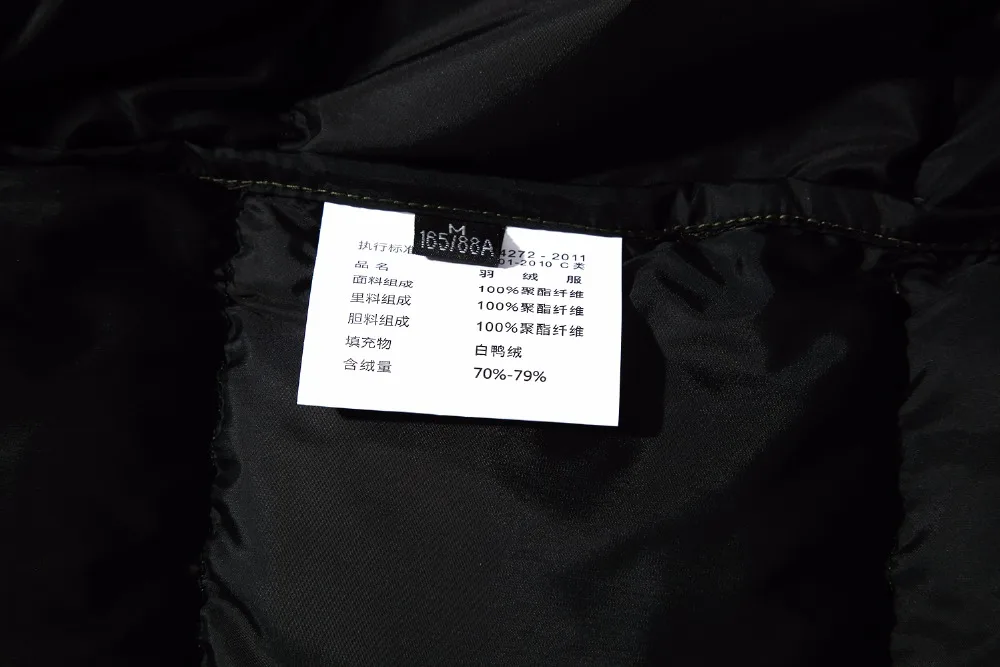 M
165/88A
执行标准 4272-2011
01-2010 C类
品名 羽绒服
面料组成 100%聚酯纤维
里料组成 100%聚酯纤维
胆料组成 100%聚酯纤维
填充物 白鸭绒
含绒量 70%-79%